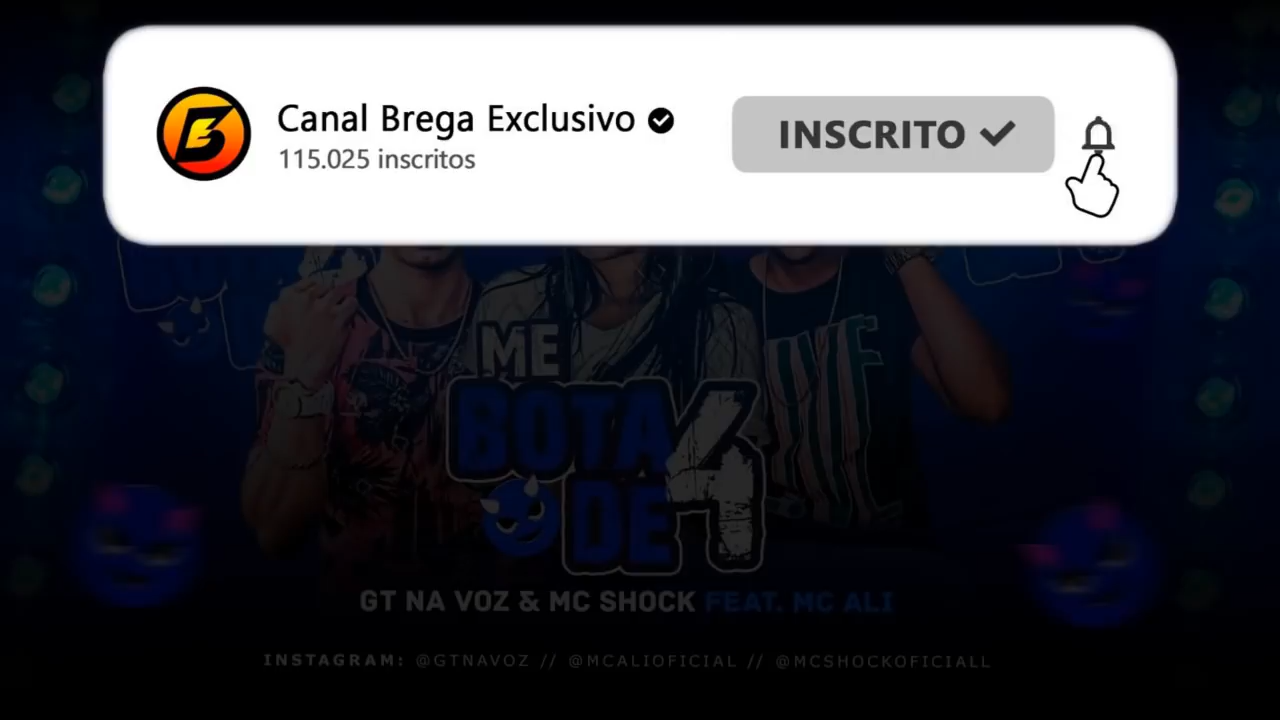 Canal Brega Exclusivo
115.025 inscritos
INSCRITO
ME
BOTA
DE 4
GT NA VOZ & MC SHOCK FEAT. MC ALI
INSTAGRAM: @GTNAVOZ // @MCALIOFICIAL // @MCSHOCKOFICIALL